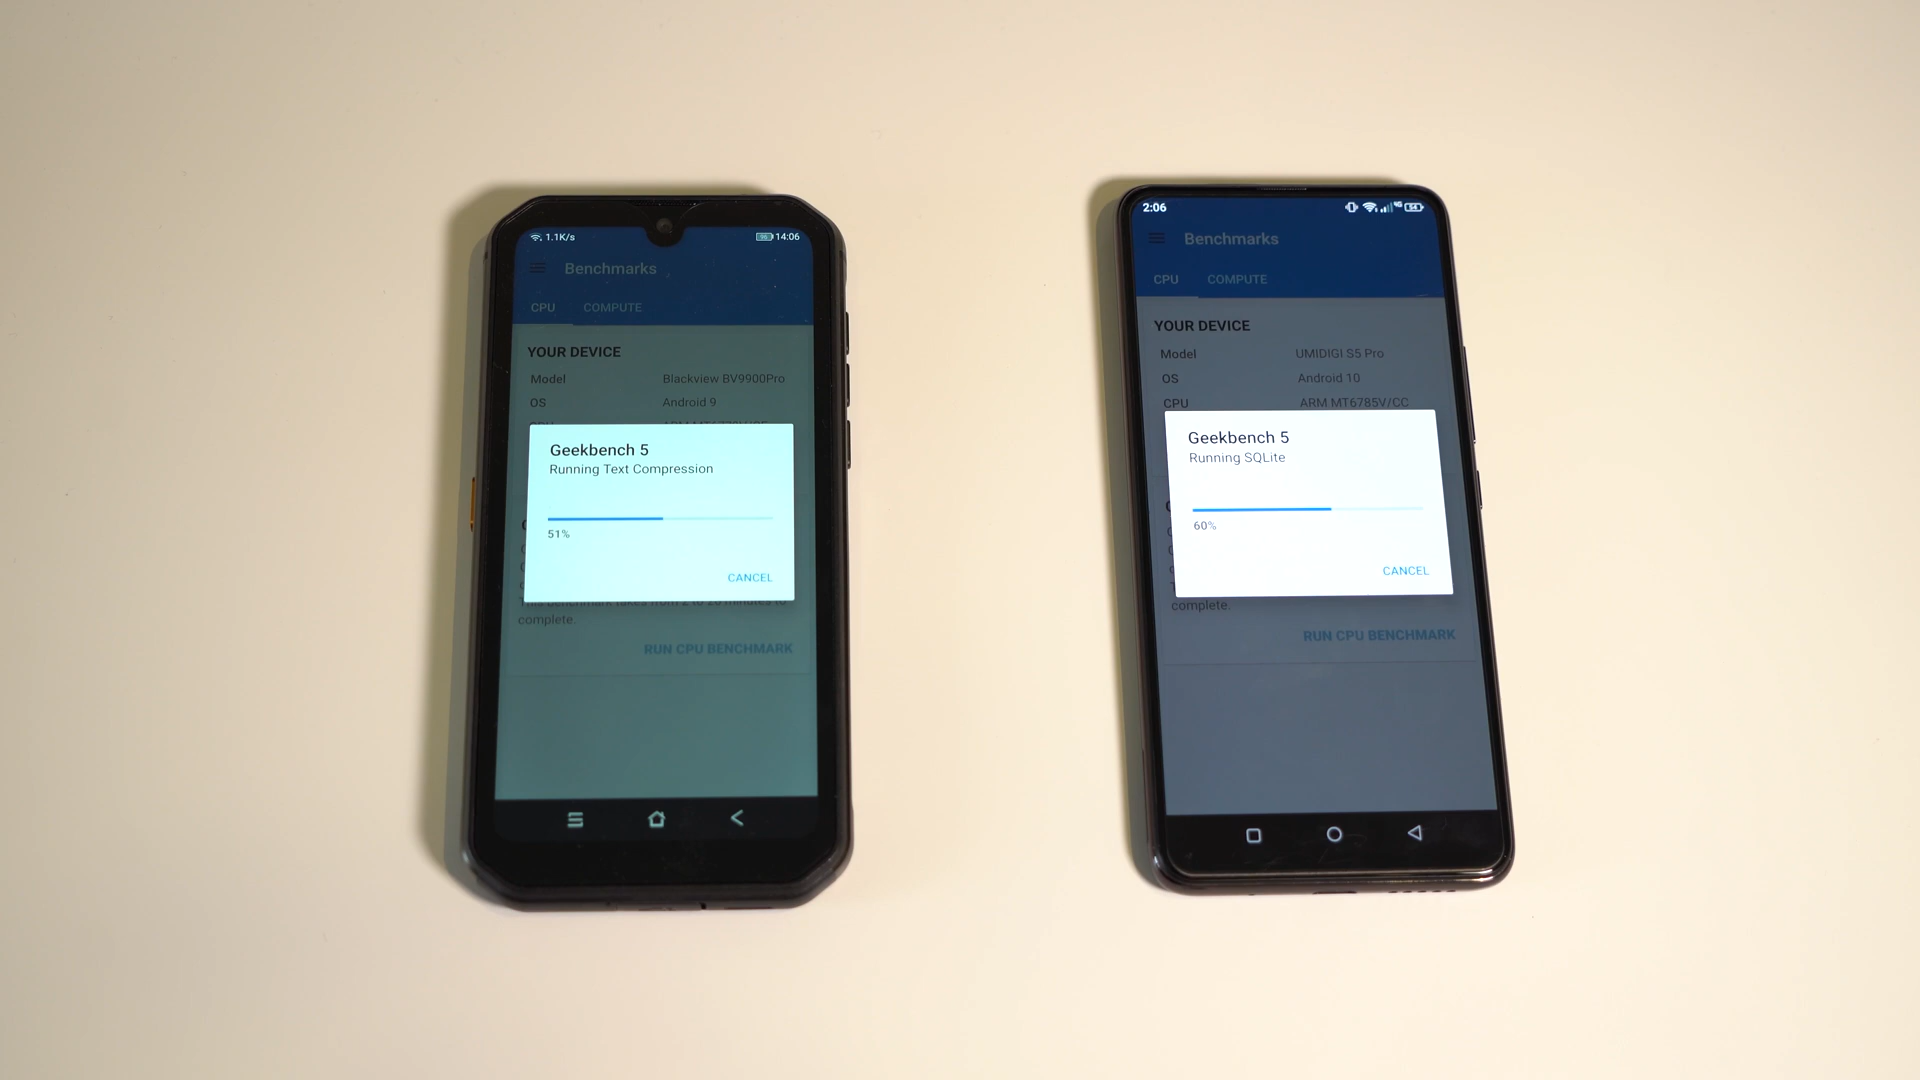 1.1K/s
96
14:06
Benchmarks
CPU COMPUTE
YOUR DEVICE
Model Blackview BV9900Pro
OS Android 9
Geekbench 5
Running Text Compression
51%
CANCEL
This benchmark takes from 2 to 20 minutes to
complete.
RUN CPU BENCHMARK
2:06
4G
54
Benchmarks
CPU COMPUTE
YOUR DEVICE
Model UMIDIGI S5 Pro
OS Android 10
CPU ARM MT6785V/CC
Geekbench 5
Running SQLite
60%
CANCEL
complete.
RUN CPU BENCHMARK